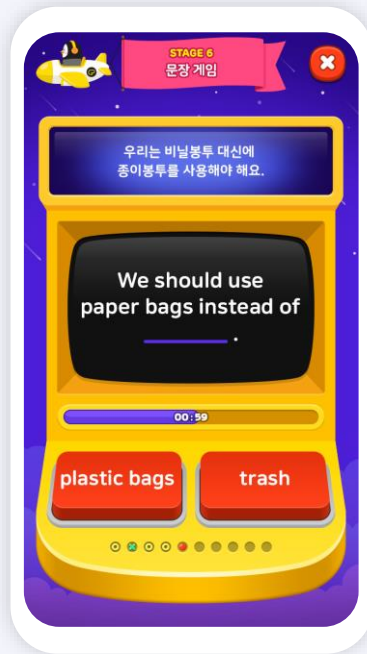 STAGE 6
문장 게임
우리는 비닐봉투 대신에
종이봉투를 사용해야 해요.
We should use
paper bags instead of
.
00:59
plastic bags
trash